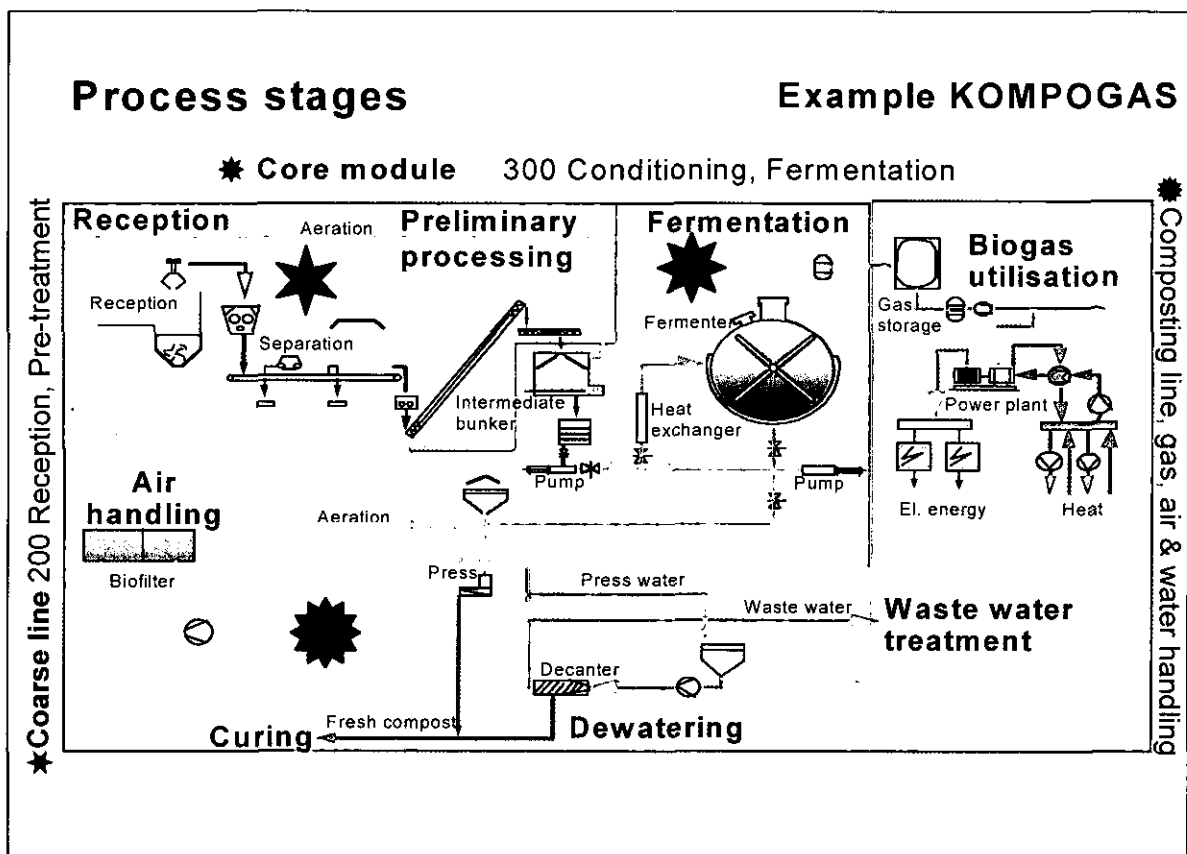 Process stages
Example KOMPOGAS
Core module 300 Conditioning, Fermentation
Coarse line 200 Reception, Pre-treatment
Reception
Aeration
Preliminary
processing
Fermentation
Biogas
utilisation
Reception
Separation
Intermediate
bunker
Fermenter
Heat
exchanger
Gas
storage
Power plant
Pump
Pump
El. energy
Heat
Air
handling
Biofilter
Aeration
Press
Press water
Waste water
Waste water
treatment
Decanter
Fresh compost
Curing
Dewatering
Composting line, gas, air & water handling